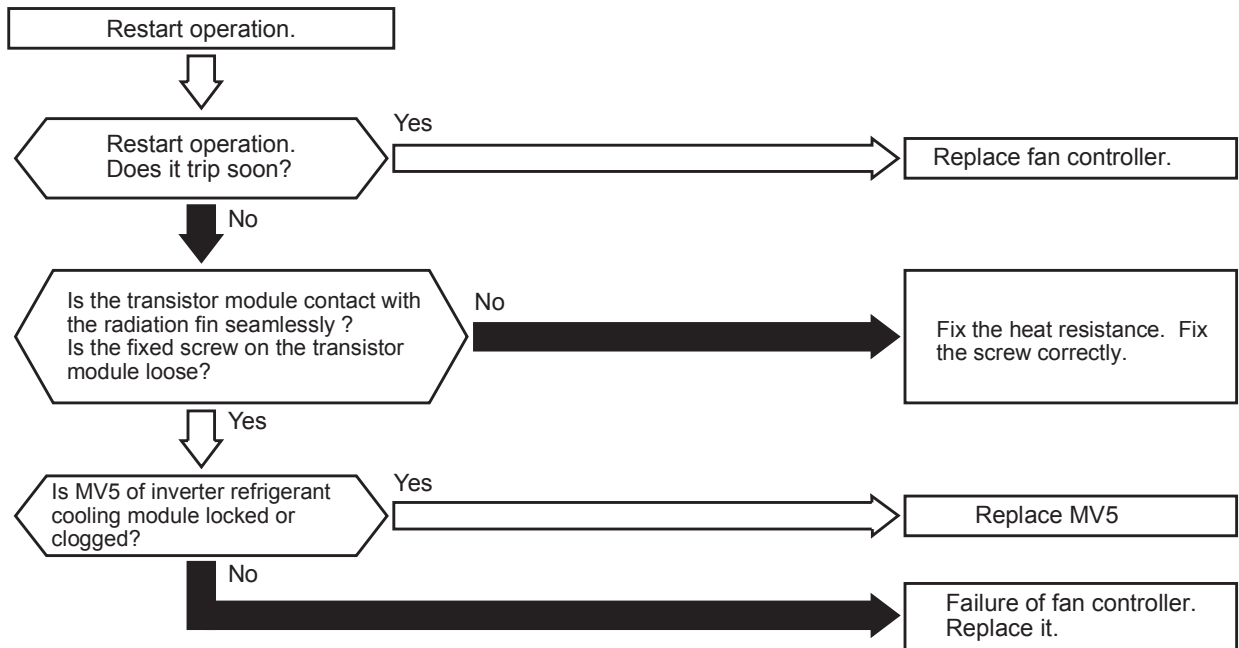 Restart operation.
Restart operation.
Does it trip soon?
Yes
Replace fan controller.
No
Is the transistor module contact with
the radiation fin seamlessly ?
Is the fixed screw on the transistor
module loose?
No
Fix the heat resistance. Fix
the screw correctly.
Yes
Is MV5 of inverter refrigerant
cooling module locked or
clogged?
Yes
Replace MV5
No
Failure of fan controller.
Replace it.